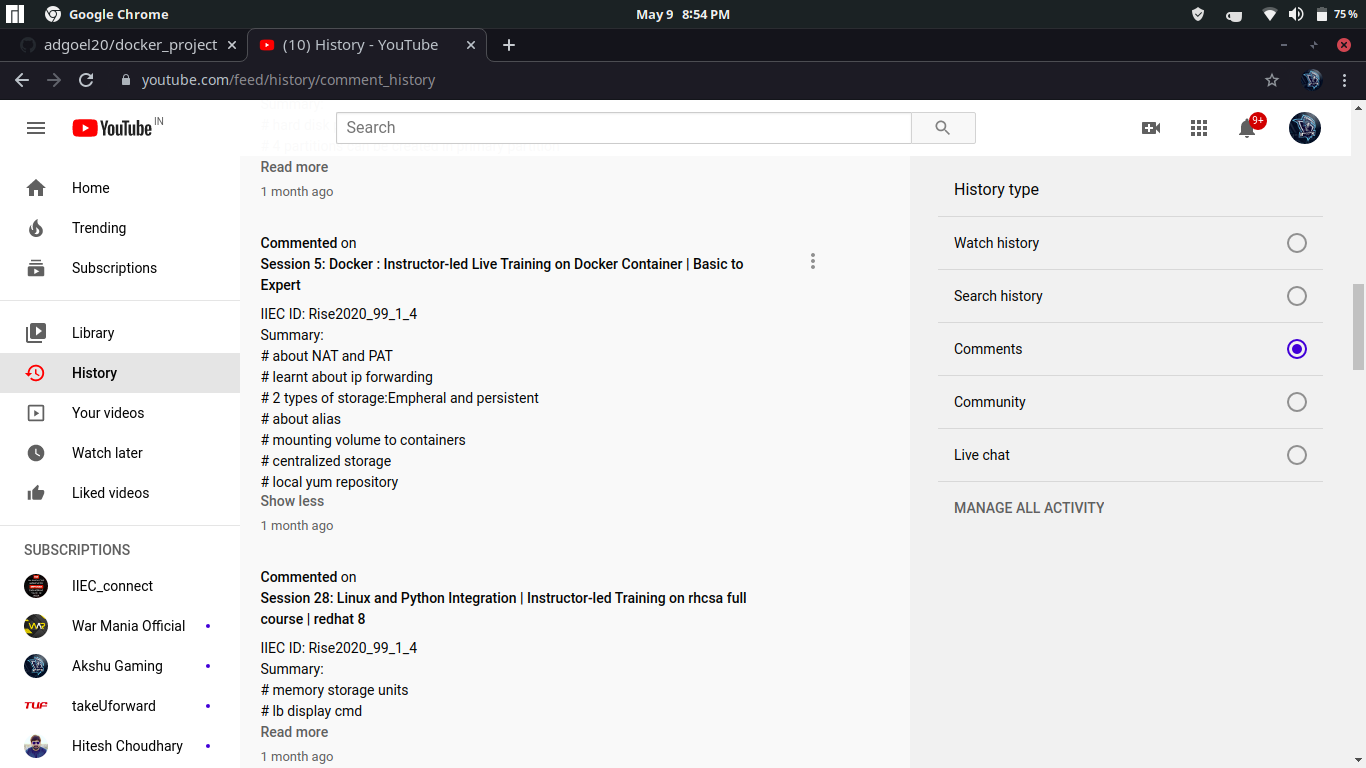 Google Chrome
May 9 8:54 PM
75 %
adgoel20/docker_project
(10) History - YouTube
youtube.com/feed/history/comment_history
YouTube IN
Search
9+
Home
Trending
Subscriptions
Library
History
Your videos
Watch later
Liked videos
SUBSCRIPTIONS
IIEC_connect
War Mania Official
Akshu Gaming
TUF
takeUforward
Hitesh Choudhary
Read more
1 month ago
Commented on
Session 5: Docker : Instructor-led Live Training on Docker Container | Basic to
Expert
IIEC ID: Rise2020_99_1_4
Summary:
# about NAT and PAT
# learnt about ip forwarding
# 2 types of storage:Empheral and persistent
# about alias
# mounting volume to containers
# centralized storage
# local yum repository
Show less
1 month ago
Commented on
Session 28: Linux and Python Integration | Instructor-led Training on rhcsa full
course | redhat 8
IIEC ID: Rise2020_99_1_4
Summary:
# memory storage units
# lb display cmd
Read more
1 month ago
History type
Watch history
Search history
Comments
Community
Live chat
MANAGE ALL ACTIVITY